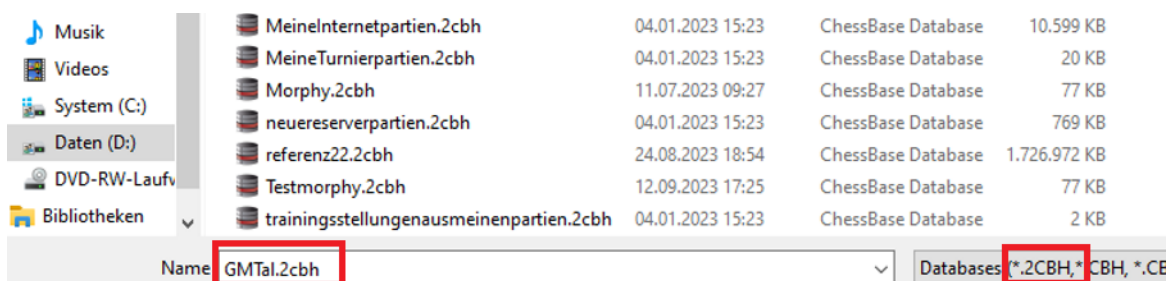 Musik
Videos
System (C:)
Daten (D:)
DVD-RW-Laufv
Bibliotheken
MeineInternetpartien.2cbh 04.01.2023 15:23 ChessBase Database 10.599 KB
MeineTurnierpartien.2cbh 04.01.2023 15:23 ChessBase Database 20 KB
Morphy.2cbh 11.07.2023 09:27 ChessBase Database 77 KB
neuereserverpartien.2cbh 04.01.2023 15:23 ChessBase Database 769 KB
referenz22.2cbh 24.08.2023 18:54 ChessBase Database 1.726.972 KB
Testmorphy.2cbh 12.09.2023 17:25 ChessBase Database 77 KB
trainingsstellungenausmeinenpartien.2cbh 04.01.2023 15:23 ChessBase Database 2 KB
Name GMTal.2cbh Databases (*.2CBH,* CBH, *.CB